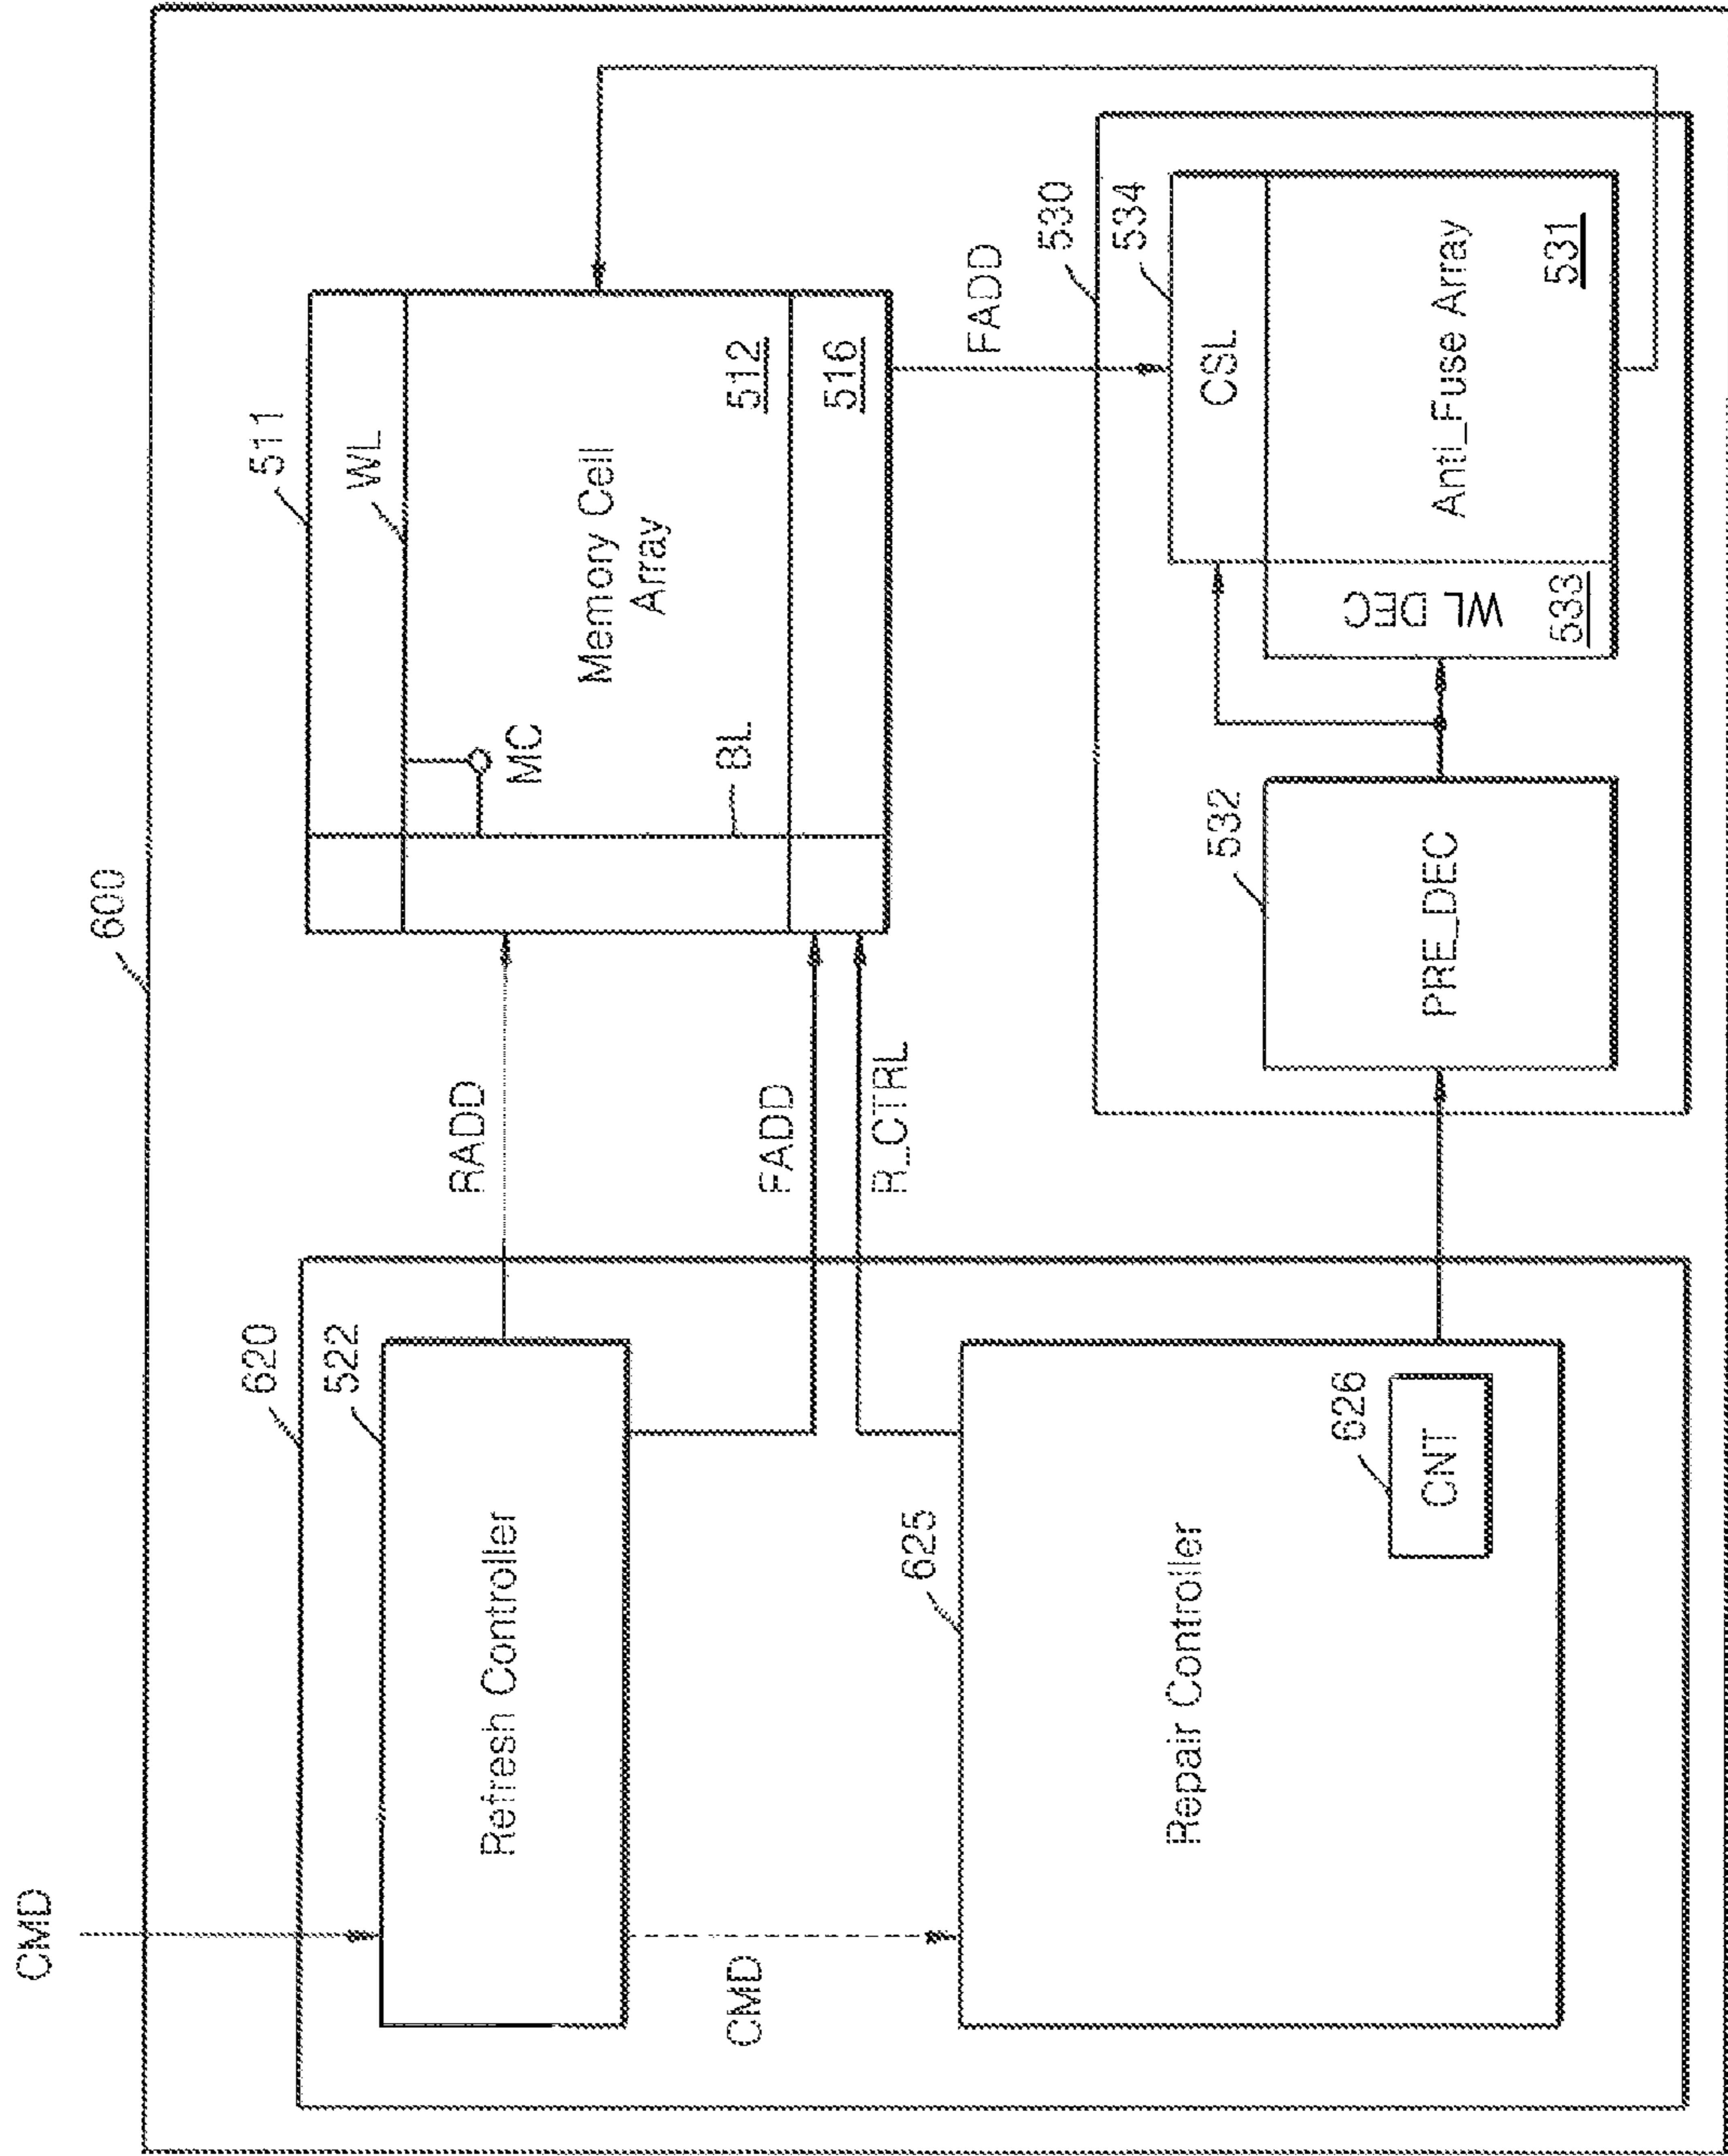 600
CMD
620
522
Refresh Controller
CMD
625
Repair Controller
626
CNT
RADD
FADD
R_CTRL
511
WL
MC
Memory Cell
Array
BL
512
516
FADD
530
534
CSL
532
PRE_DEC
WL DEC
533
Anti_Fuse Array
531